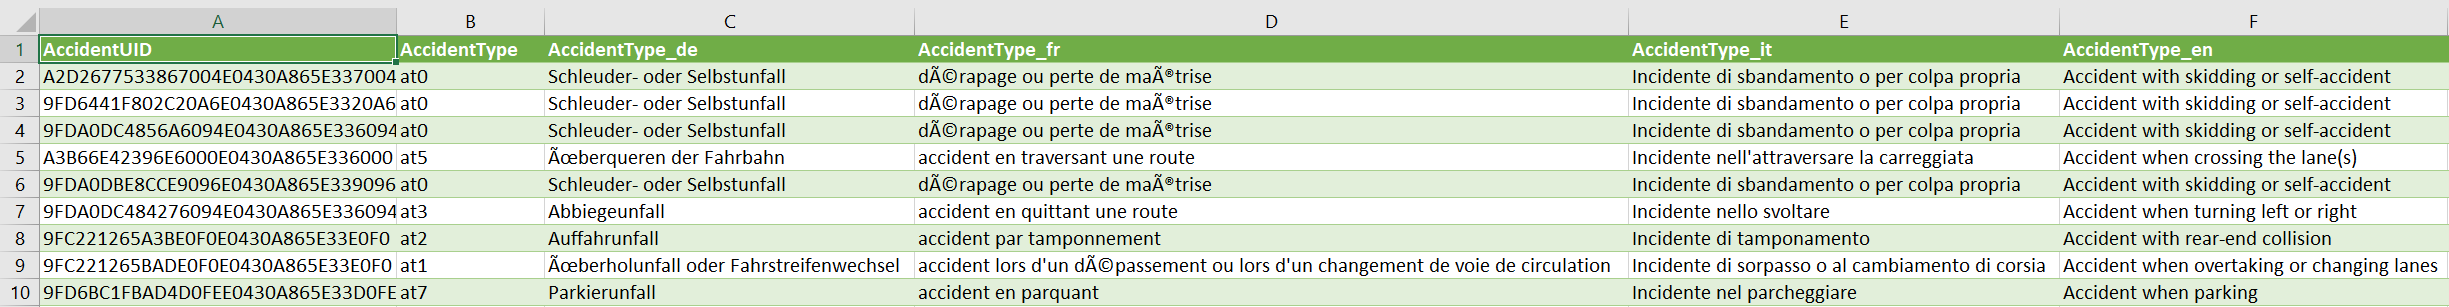 A B C D E F
1 AccidentUID AccidentType AccidentType_de AccidentType_fr AccidentType_it AccidentType_en
2 A2D2677533867004E0430A865E337004 at0 Schleuder- oder Selbstunfall dÃ©rapage ou perte de maÃ®trise Incidente di sbandamento o per colpa propria Accident with skidding or self-accident
3 9FD6441F802C20A6E0430A865E3320A6 at0 Schleuder- oder Selbstunfall dÃ©rapage ou perte de maÃ®trise Incidente di sbandamento o per colpa propria Accident with skidding or self-accident
4 9FDA0DC4856A6094E0430A865E336094 at0 Schleuder- oder Selbstunfall dÃ©rapage ou perte de maÃ®trise Incidente di sbandamento o per colpa propria Accident with skidding or self-accident
5 A3B66E42396E6000E0430A865E336000 at5 Ãœberqueren der Fahrbahn accident en traversant une route Incidente nell'attraversare la carreggiata Accident when crossing the lane(s)
6 9FDA0DBE8CCE9096E0430A865E339096 at0 Schleuder- oder Selbstunfall dÃ©rapage ou perte de maÃ®trise Incidente di sbandamento o per colpa propria Accident with skidding or self-accident
7 9FDA0DC484276094E0430A865E336094 at3 Abbiegeunfall accident en quittant une route Incidente nello svoltare Accident when turning left or right
8 9FC221265A3BE0F0E0430A865E33E0F0 at2 Auffahrunfall accident par tamponnement Incidente di tamponamento Accident with rear-end collision
9 9FC221265BADE0F0E0430A865E33E0F0 at1 Ãœberholunfall oder Fahrstreifenwechsel accident lors d'un dÃ©passement ou lors d'un changement de voie de circulation Incidente di sorpasso o al cambiamento di corsia Accident when overtaking or changing lanes
10 9FD6BC1FBAD4D0FEE0430A865E33D0FE at7 Parkierunfall accident en parquant Incidente nel parcheggiare Accident when parking